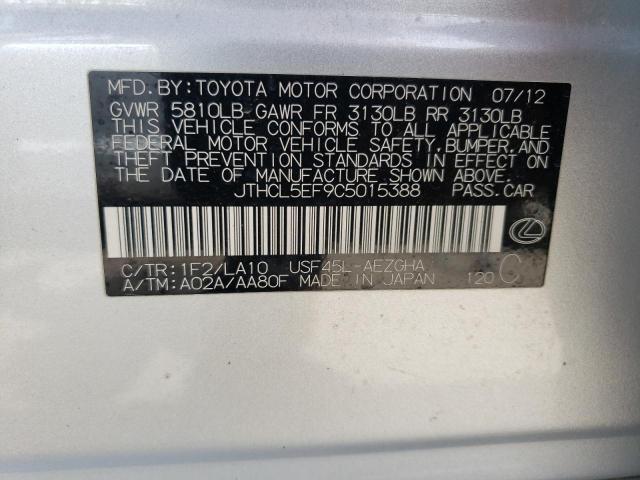 MFD. BY: TOYOTA MOTOR CORPORATION 07/12
GVWR 5810LB GAWR FR 3130LB RR 3130LB
THIS VEHICLE CONFORMS TO ALL APPLICABLE
FEDERAL MOTOR VEHICLE SAFETY, BUMPER, AND
THEFT PREVENTION STANDARDS IN EFFECT ON
THE DATE OF MANUFACTURE SHOWN ABOVE.
JTHCL5EF9C5015388 PASS. CAR
C/TR: 1F2/LA10 USF45L-AEZGHA
A/TM: A02A/AA80F MADE IN JAPAN 120 C